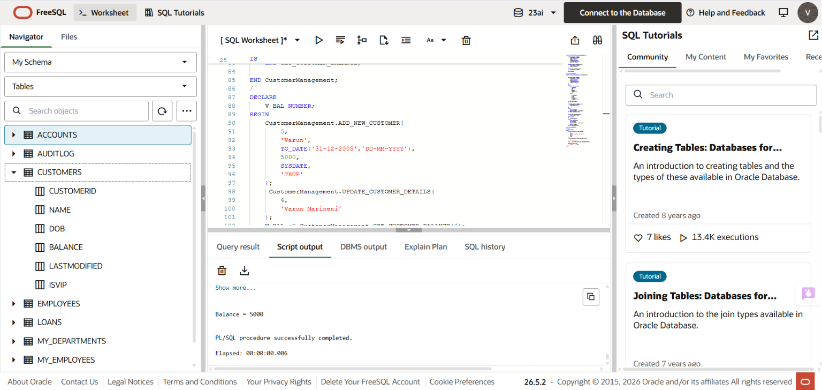 FreeSQL
Worksheet
SQL Tutorials
23ai
Connect to the Database
Help and Feedback
V
Navigator
Files
My Schema
Tables
Search objects
ACCOUNTS
AUDITLOG
CUSTOMERS
CUSTOMERID
NAME
DOB
BALANCE
LASTMODIFIED
ISVIP
EMPLOYEES
LOANS
MY_DEPARTMENTS
MY_EMPLOYEES
[ SQL Worksheet ]*
Aa
25 IS
84
85 END CustomerManagement;
86 /
87 DECLARE
88 V_BAL NUMBER;
89 BEGIN
90 CustomerManagement.ADD_NEW_CUSTOMER(
91 5,
92 'Varun',
93 TO_DATE('31-12-2005','DD-MM-YYYY'),
94 5000,
95 SYSDATE,
96 'TRUE'
97 );
98 CustomerManagement.UPDATE_CUSTOMER_DETAILS(
99 4,
100 'Varun Narineni'
101 );
Query result
Script output
DBMS output
Explain Plan
SQL history
Show more...
Balance = 5000
PL/SQL procedure successfully completed.
Elapsed: 00:00:00.006
SQL Tutorials
Community
My Content
My Favorites
Rece
Search
Tutorial
Creating Tables: Databases for...
An introduction to creating tables and the
types of these available in Oracle Database.
Created 8 years ago
7 likes
13.4K executions
Tutorial
Joining Tables: Databases for...
An introduction to the join types available in
Oracle Database.
Created 7 years ago
About Oracle
Contact Us
Legal Notices
Terms and Conditions
Your Privacy Rights
Delete Your FreeSQL Account
Cookie Preferences
26.5.2 - Copyright © 2015, 2026 Oracle and/or its affiliates All rights reserved